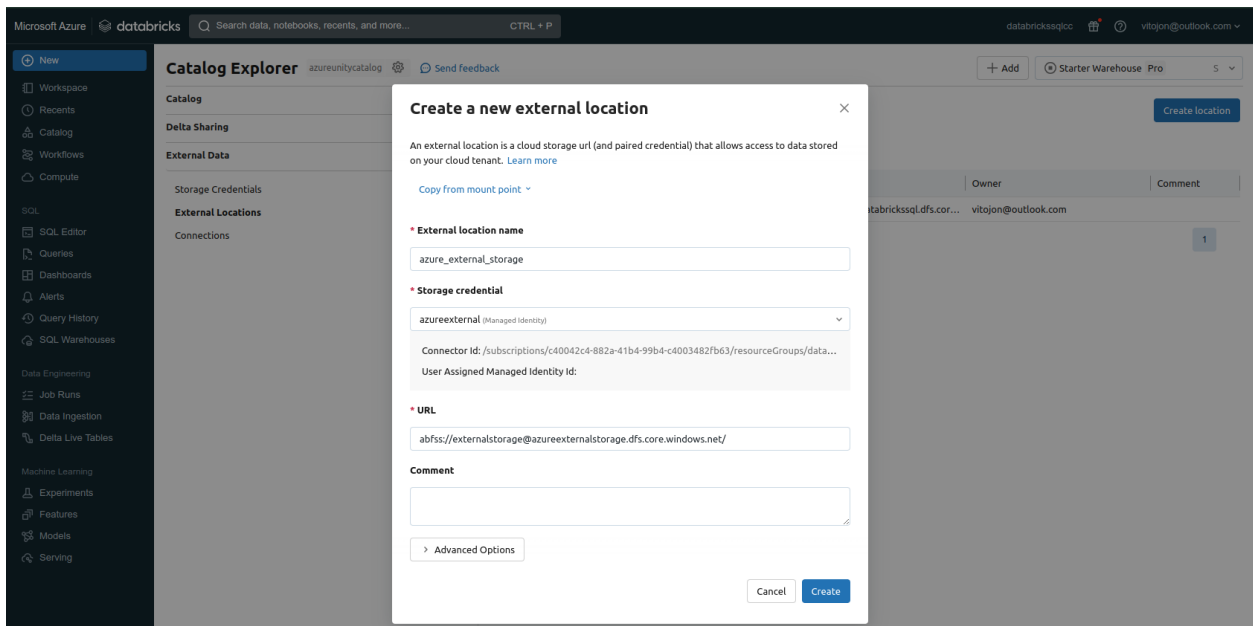 Microsoft Azure databricks Search data, notebooks, recents, and more... CTRL + P databrickssqlcc vitojon@outlook.com
New
Workspace
Recents
Catalog
Workflows
Compute
SQL
SQL Editor
Queries
Dashboards
Alerts
Query History
SQL Warehouses
Data Engineering
Job Runs
Data Ingestion
Delta Live Tables
Machine Learning
Experiments
Features
Models
Serving
Catalog Explorer azureunitycatalog Send feedback
+ Add Starter Warehouse Pro S
Catalog
Delta Sharing
External Data
Storage Credentials
External Locations
Connections
Create location
Owner Comment
atabrickssql.dfs.cor... vitojon@outlook.com
1
Create a new external location
An external location is a cloud storage url (and paired credential) that allows access to data stored
on your cloud tenant. Learn more
Copy from mount point
* External location name
azure_external_storage
* Storage credential
azureexternal (Managed Identity)
Connector Id: /subscriptions/c40042c4-882a-41b4-99b4-c4003482fb63/resourceGroups/data...
User Assigned Managed Identity Id:
* URL
abfss://externalstorage@azureexternalstorage.dfs.core.windows.net/
Comment
> Advanced Options
Cancel Create